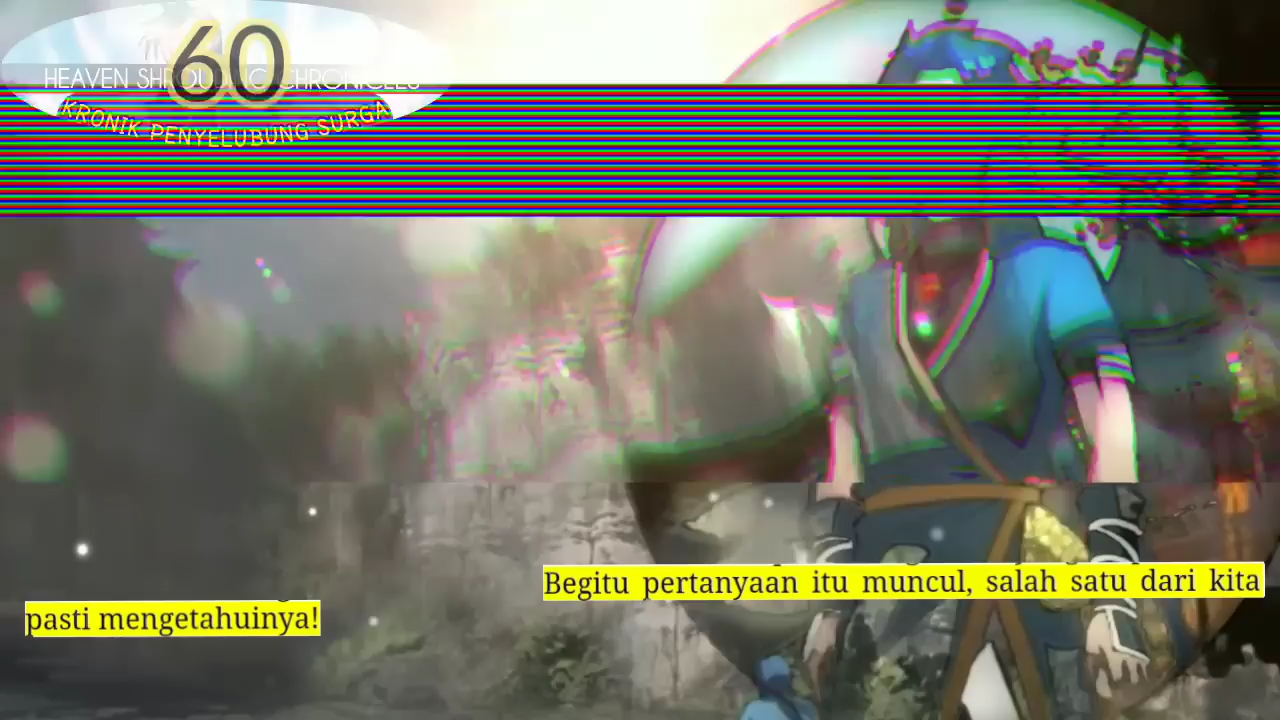 60
HEAVEN SHROUDING CHRONICLES
KRONIK PENYELUBUNG SURGA
Begitu pertanyaan itu muncul, salah satu dari kita
pasti mengetahuinya!